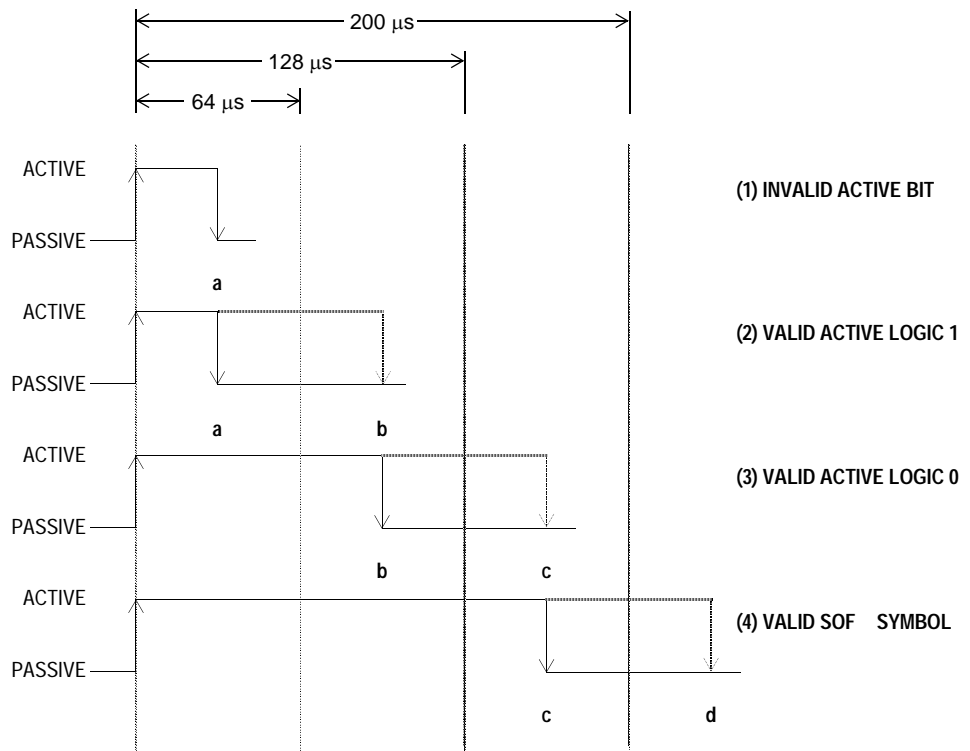 200 μs
128 μs
64 μs
ACTIVE
(1) INVALID ACTIVE BIT
PASSIVE
a
ACTIVE
(2) VALID ACTIVE LOGIC 1
PASSIVE
a b
ACTIVE
(3) VALID ACTIVE LOGIC 0
PASSIVE
b c
ACTIVE
(4) VALID SOF SYMBOL
PASSIVE
c d